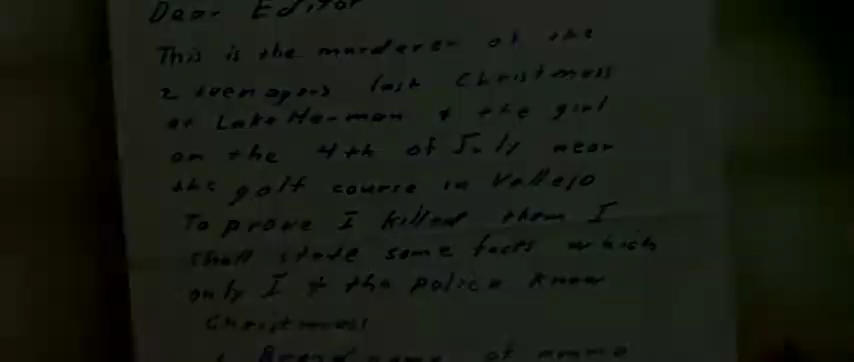 Dear Editor
This is the murderer of the
2 teenagers last Christmass
at Lake Herman & the girl
on the 4th of July near
the golf course in Vallejo
To prove I killed them I
shall state some facts which
only I & the police know
Christmass
1 Brand name of ammo